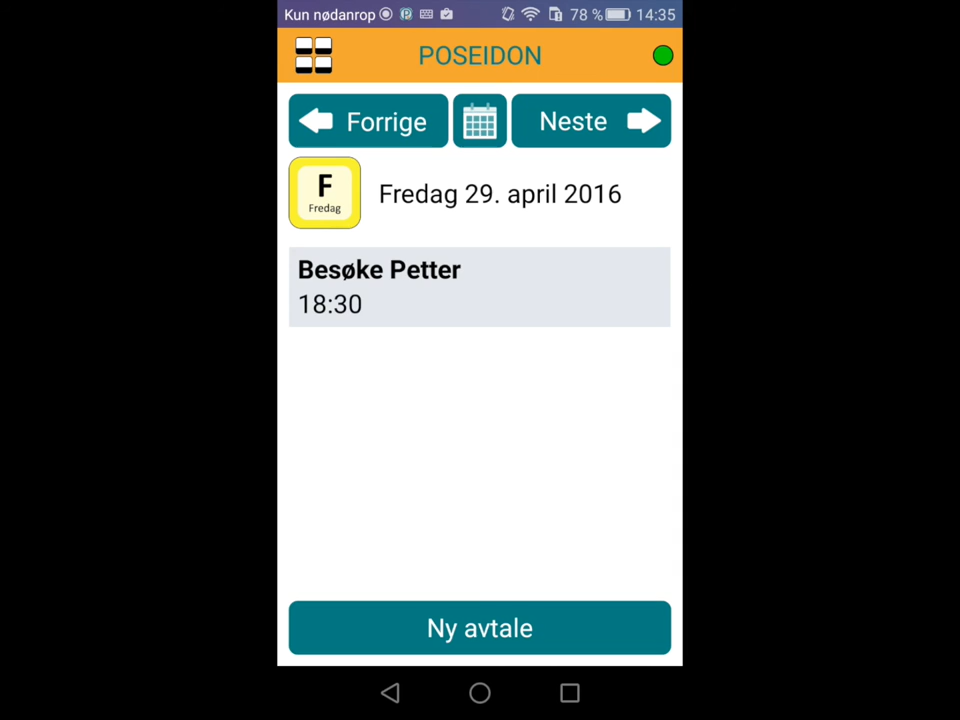 Kun nødanrop 78 % 14:35
POSEIDON
Forrige Neste
F
Fredag
Fredag 29. april 2016
Besøke Petter
18:30
Ny avtale